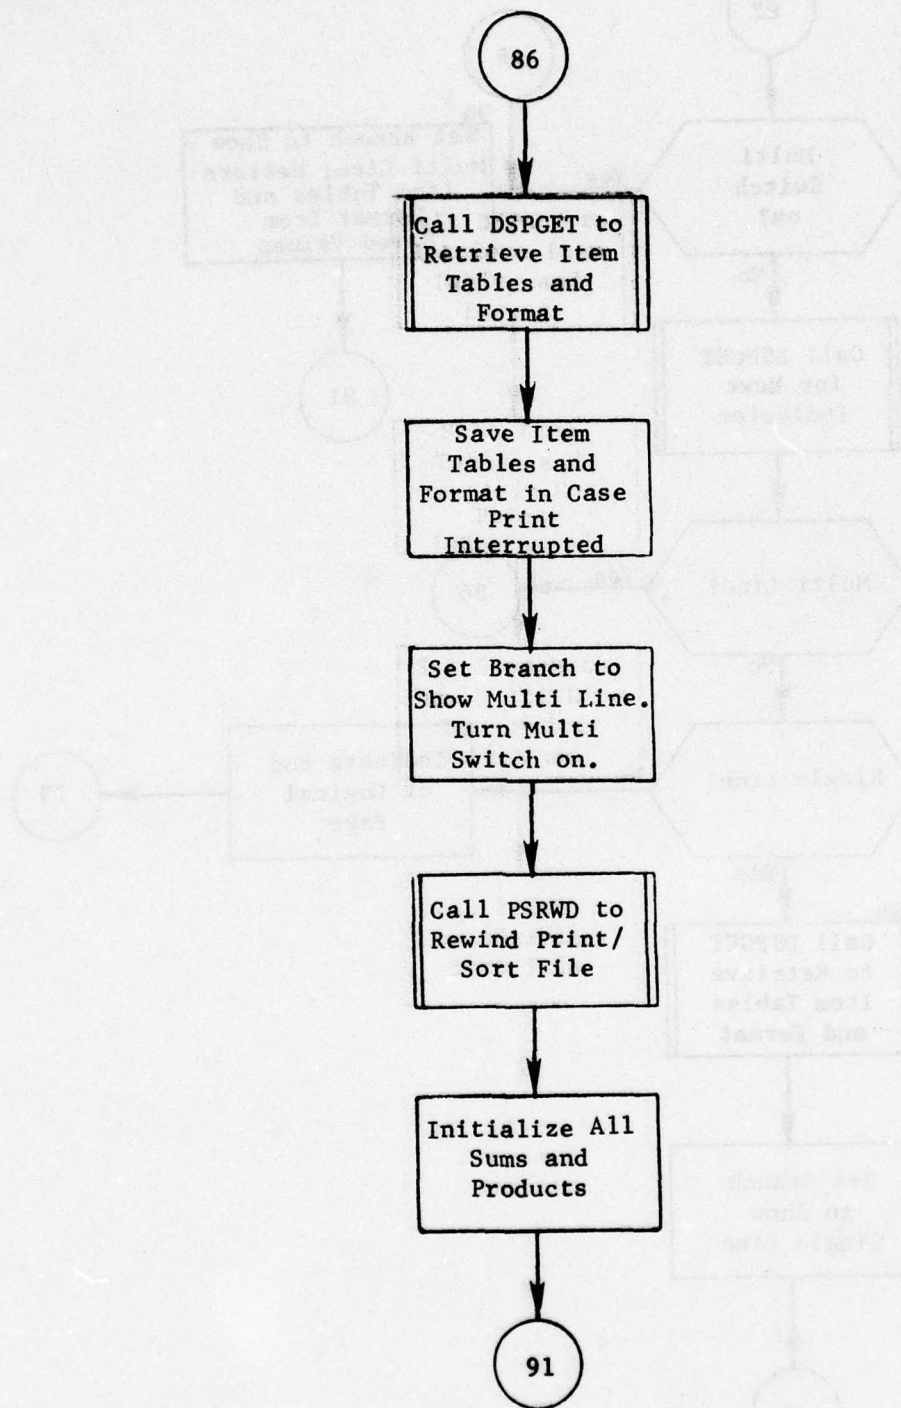 86
Call DSPGET to
Retrieve Item
Tables and
Format
Save Item
Tables and
Format in Case
Print
Interrupted
Set Branch to
Show Multi Line.
Turn Multi
Switch on.
Call PSRWD to
Rewind Print/
Sort File
Initialize All
Sums and
Products
91